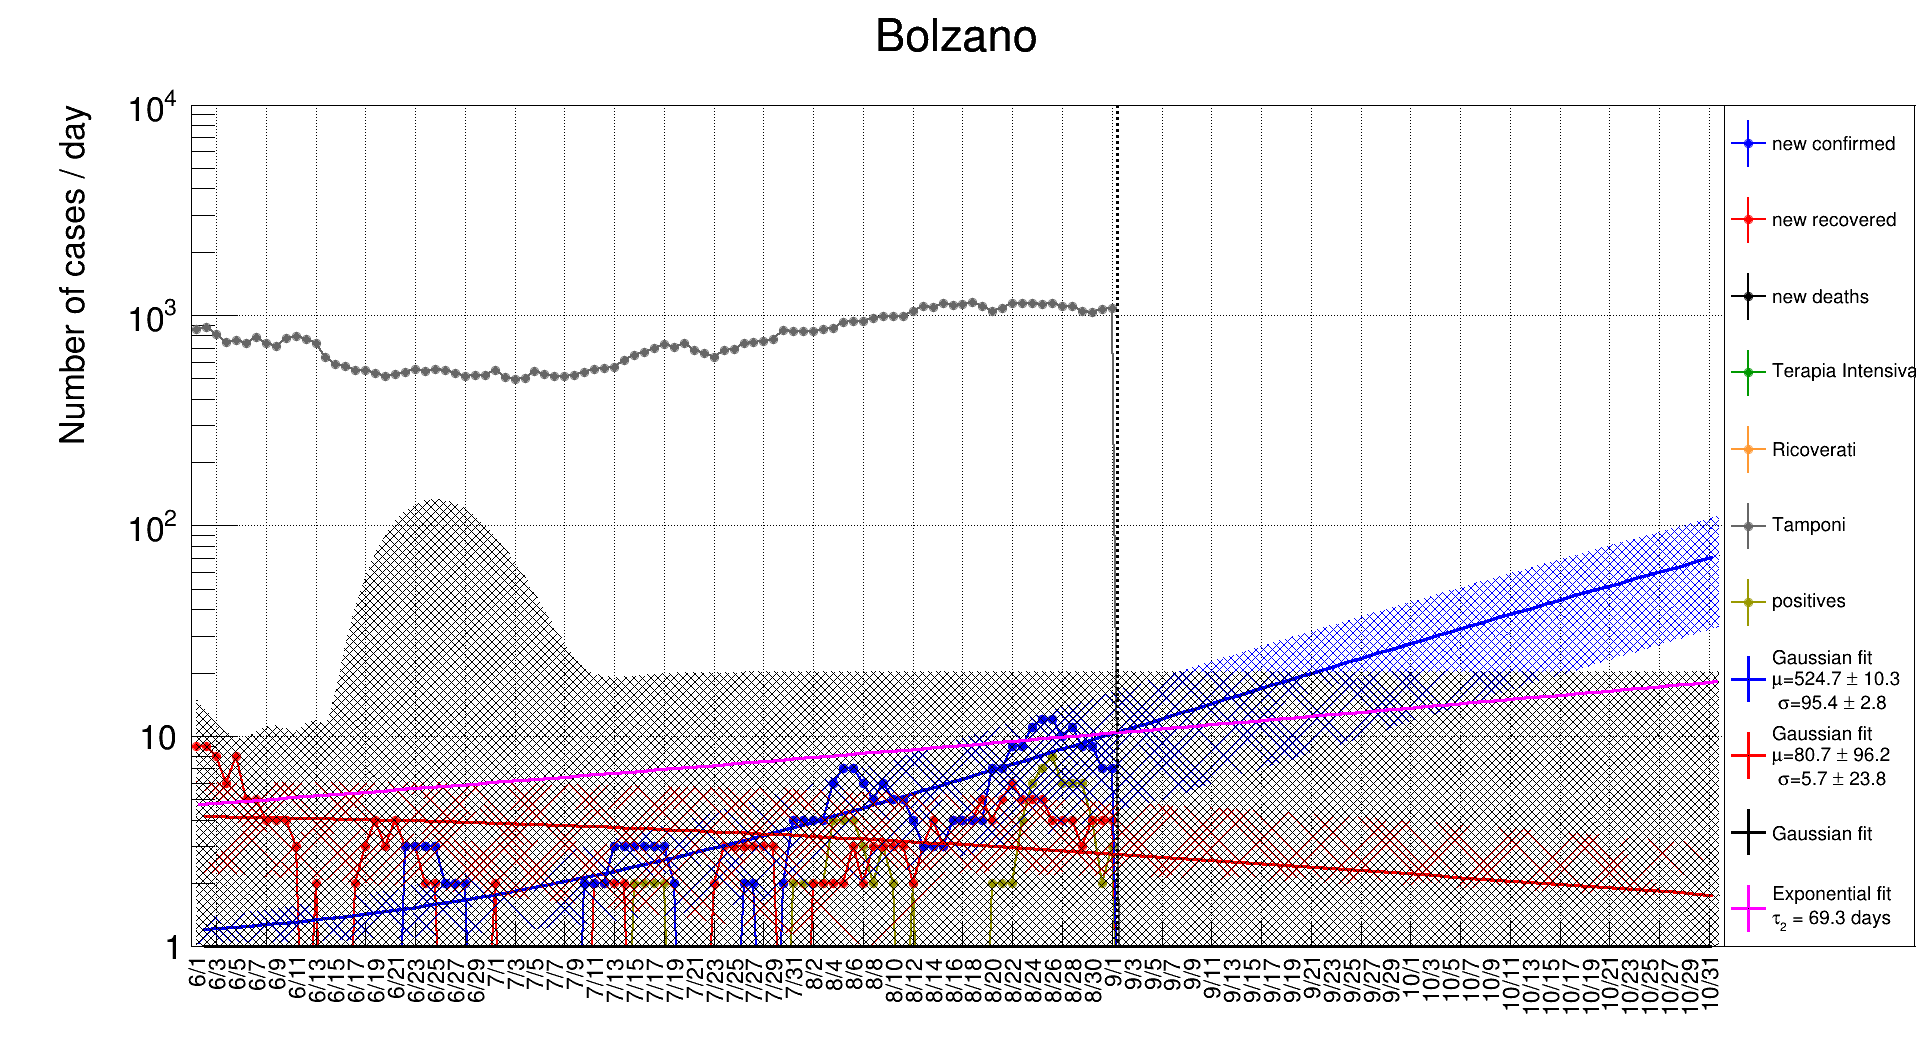 Bolzano
Number of cases / day
10^4
10^3
10^2
10
1
6/1 6/3 6/5 6/7 6/9 6/11 6/13 6/15 6/17 6/19 6/21 6/23 6/25 6/27 6/29 7/1 7/3 7/5 7/7 7/9 7/11 7/13 7/15 7/17 7/19 7/21 7/23 7/25 7/27 7/29 7/31 8/2 8/4 8/6 8/8 8/10 8/12 8/14 8/16 8/18 8/20 8/22 8/24 8/26 8/28 8/30 9/1 9/3 9/5 9/7 9/9 9/11 9/13 9/15 9/17 9/19 9/21 9/23 9/25 9/27 9/29 10/1 10/3 10/5 10/7 10/9 10/11 10/13 10/15 10/17 10/19 10/21 10/23 10/25 10/27 10/29 10/31
new confirmed
new recovered
new deaths
Terapia Intensiva
Ricoverati
Tamponi
positives
Gaussian fit
μ=524.7 ± 10.3
σ=95.4 ± 2.8
Gaussian fit
μ=80.7 ± 96.2
σ=5.7 ± 23.8
Gaussian fit
Exponential fit
τ₂ = 69.3 days